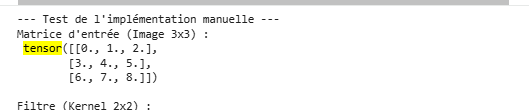 --- Test de l'implémentation manuelle ---
Matrice d'entrée (Image 3x3) :
tensor([[0., 1., 2.],
[3., 4., 5.],
[6., 7., 8.]])
Filtre (Kernel 2x2) :